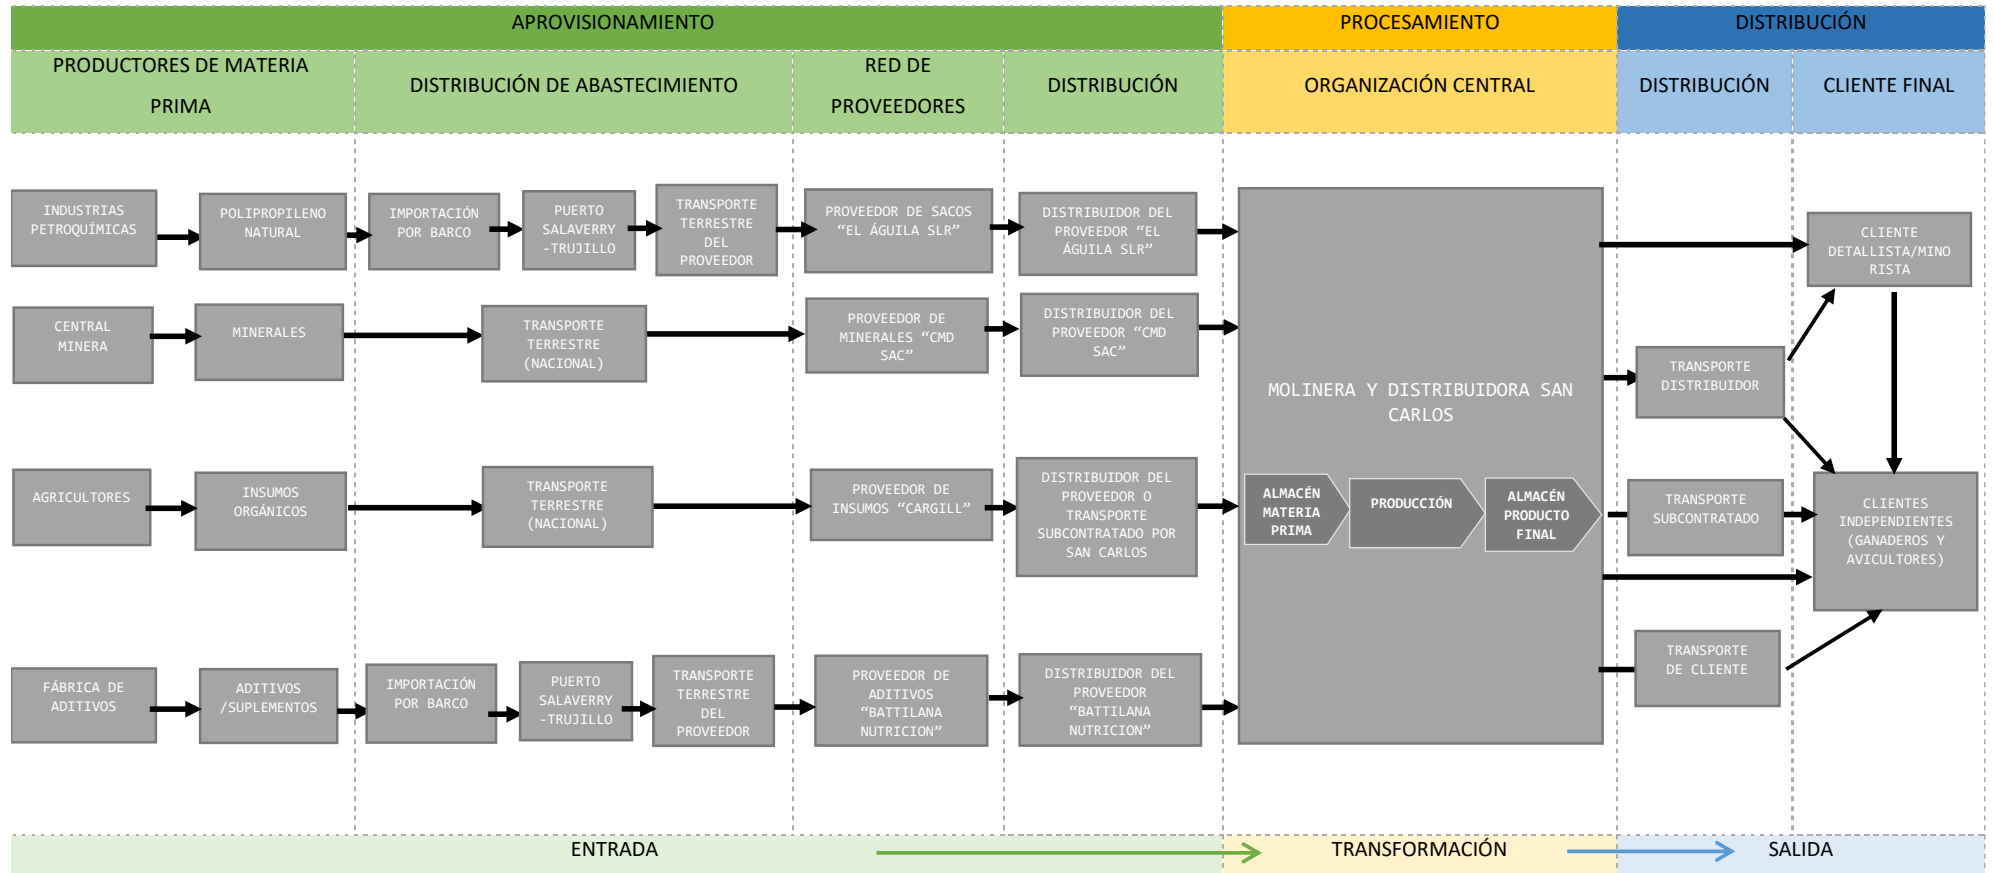 APROVISIONAMIENTO
PROCESAMIENTO
DISTRIBUCIÓN
PRODUCTORES DE MATERIA
PRIMA
DISTRIBUCIÓN DE ABASTECIMIENTO
RED DE
PROVEEDORES
DISTRIBUCIÓN
ORGANIZACIÓN CENTRAL
DISTRIBUCIÓN
CLIENTE FINAL
INDUSTRIAS
PETROQUÍMICAS
POLIPROPILENO
NATURAL
IMPORTACIÓN
POR BARCO
PUERTO
SALAVERRY
-TRUJILLO
TRANSPORTE
TERRESTRE
DEL
PROVEEDOR
PROVEEDOR DE SACOS
“EL ÁGUILA SLR”
DISTRIBUIDOR DEL
PROVEEDOR “EL
ÁGUILA SLR”
CENTRAL
MINERA
MINERALES
TRANSPORTE
TERRESTRE
(NACIONAL)
PROVEEDOR DE
MINERALES “CMD
SAC”
DISTRIBUIDOR DEL
PROVEEDOR “CMD
SAC”
AGRICULTORES
INSUMOS
ORGÁNICOS
TRANSPORTE
TERRESTRE
(NACIONAL)
PROVEEDOR DE
INSUMOS “CARGILL”
DISTRIBUIDOR DEL
PROVEEDOR O
TRANSPORTE
SUBCONTRATADO POR
SAN CARLOS
FÁBRICA DE
ADITIVOS
ADITIVOS
/SUPLEMENTOS
IMPORTACIÓN
POR BARCO
PUERTO
SALAVERRY
-TRUJILLO
TRANSPORTE
TERRESTRE
DEL
PROVEEDOR
PROVEEDOR DE
ADITIVOS
“BATTILANA
NUTRICION”
DISTRIBUIDOR DEL
PROVEEDOR
“BATTILANA
NUTRICION”
MOLINERA Y DISTRIBUIDORA SAN
CARLOS
ALMACÉN
MATERIA
PRIMA
PRODUCCIÓN
ALMACÉN
PRODUCTO
FINAL
TRANSPORTE
DISTRIBUIDOR
TRANSPORTE
SUBCONTRATADO
TRANSPORTE
DE CLIENTE
CLIENTE
DETALLISTA/MINO
RISTA
CLIENTES
INDEPENDIENTES
(GANADEROS Y
AVICULTORES)
ENTRADA
TRANSFORMACIÓN
SALIDA